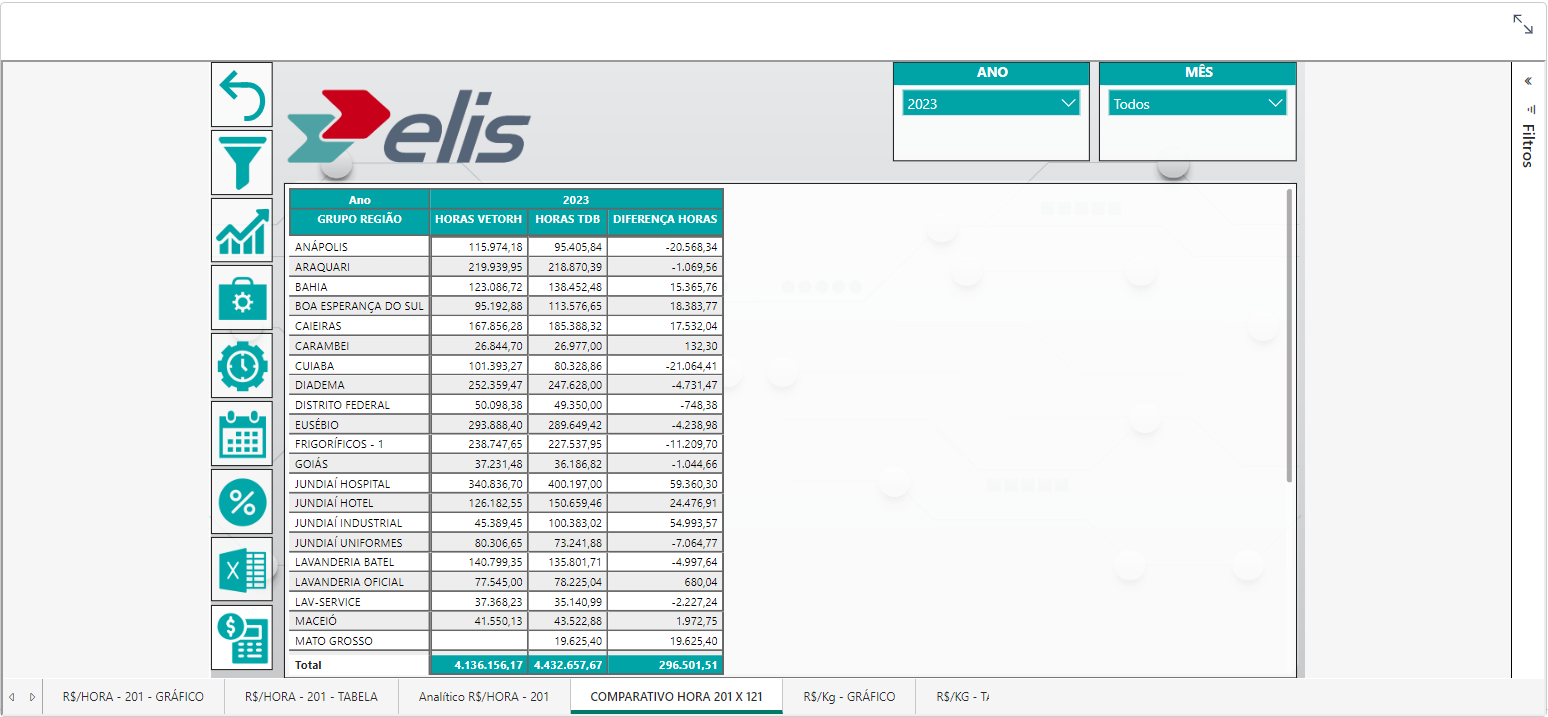 elis
ANO
2023
MÊS
Todos
Filtros
Ano 2023
GRUPO REGIÃO HORAS VETORH HORAS TDB DIFERENÇA HORAS
ANÁPOLIS 115.974,18 95.405,84 -20.568,34
ARAQUARI 219.939,95 218.870,39 -1.069,56
BAHIA 123.086,72 138.452,48 15.365,76
BOA ESPERANÇA DO SUL 95.192,88 113.576,65 18.383,77
CAIEIRAS 167.856,28 185.388,32 17.532,04
CARAMBEI 26.844,70 26.977,00 132,30
CUIABA 101.393,27 80.328,86 -21.064,41
DIADEMA 252.359,47 247.628,00 -4.731,47
DISTRITO FEDERAL 50.098,38 49.350,00 -748,38
EUSÉBIO 293.888,40 289.649,42 -4.238,98
FRIGORÍFICOS - 1 238.747,65 227.537,95 -11.209,70
GOIÁS 37.231,48 36.186,82 -1.044,66
JUNDIAÍ HOSPITAL 340.836,70 400.197,00 59.360,30
JUNDIAÍ HOTEL 126.182,55 150.659,46 24.476,91
JUNDIAÍ INDUSTRIAL 45.389,45 100.383,02 54.993,57
JUNDIAÍ UNIFORMES 80.306,65 73.241,88 -7.064,77
LAVANDERIA BATEL 140.799,35 135.801,71 -4.997,64
LAVANDERIA OFICIAL 77.545,00 78.225,04 680,04
LAV-SERVICE 37.368,23 35.140,99 -2.227,24
MACEIÓ 41.550,13 43.522,88 1.972,75
MATO GROSSO 19.625,40 19.625,40
Total 4.136.156,17 4.432.657,67 296.501,51
R$/HORA - 201 - GRÁFICO
R$/HORA - 201 - TABELA
Analítico R$/HORA - 201
COMPARATIVO HORA 201 X 121
R$/Kg - GRÁFICO
R$/KG - TA